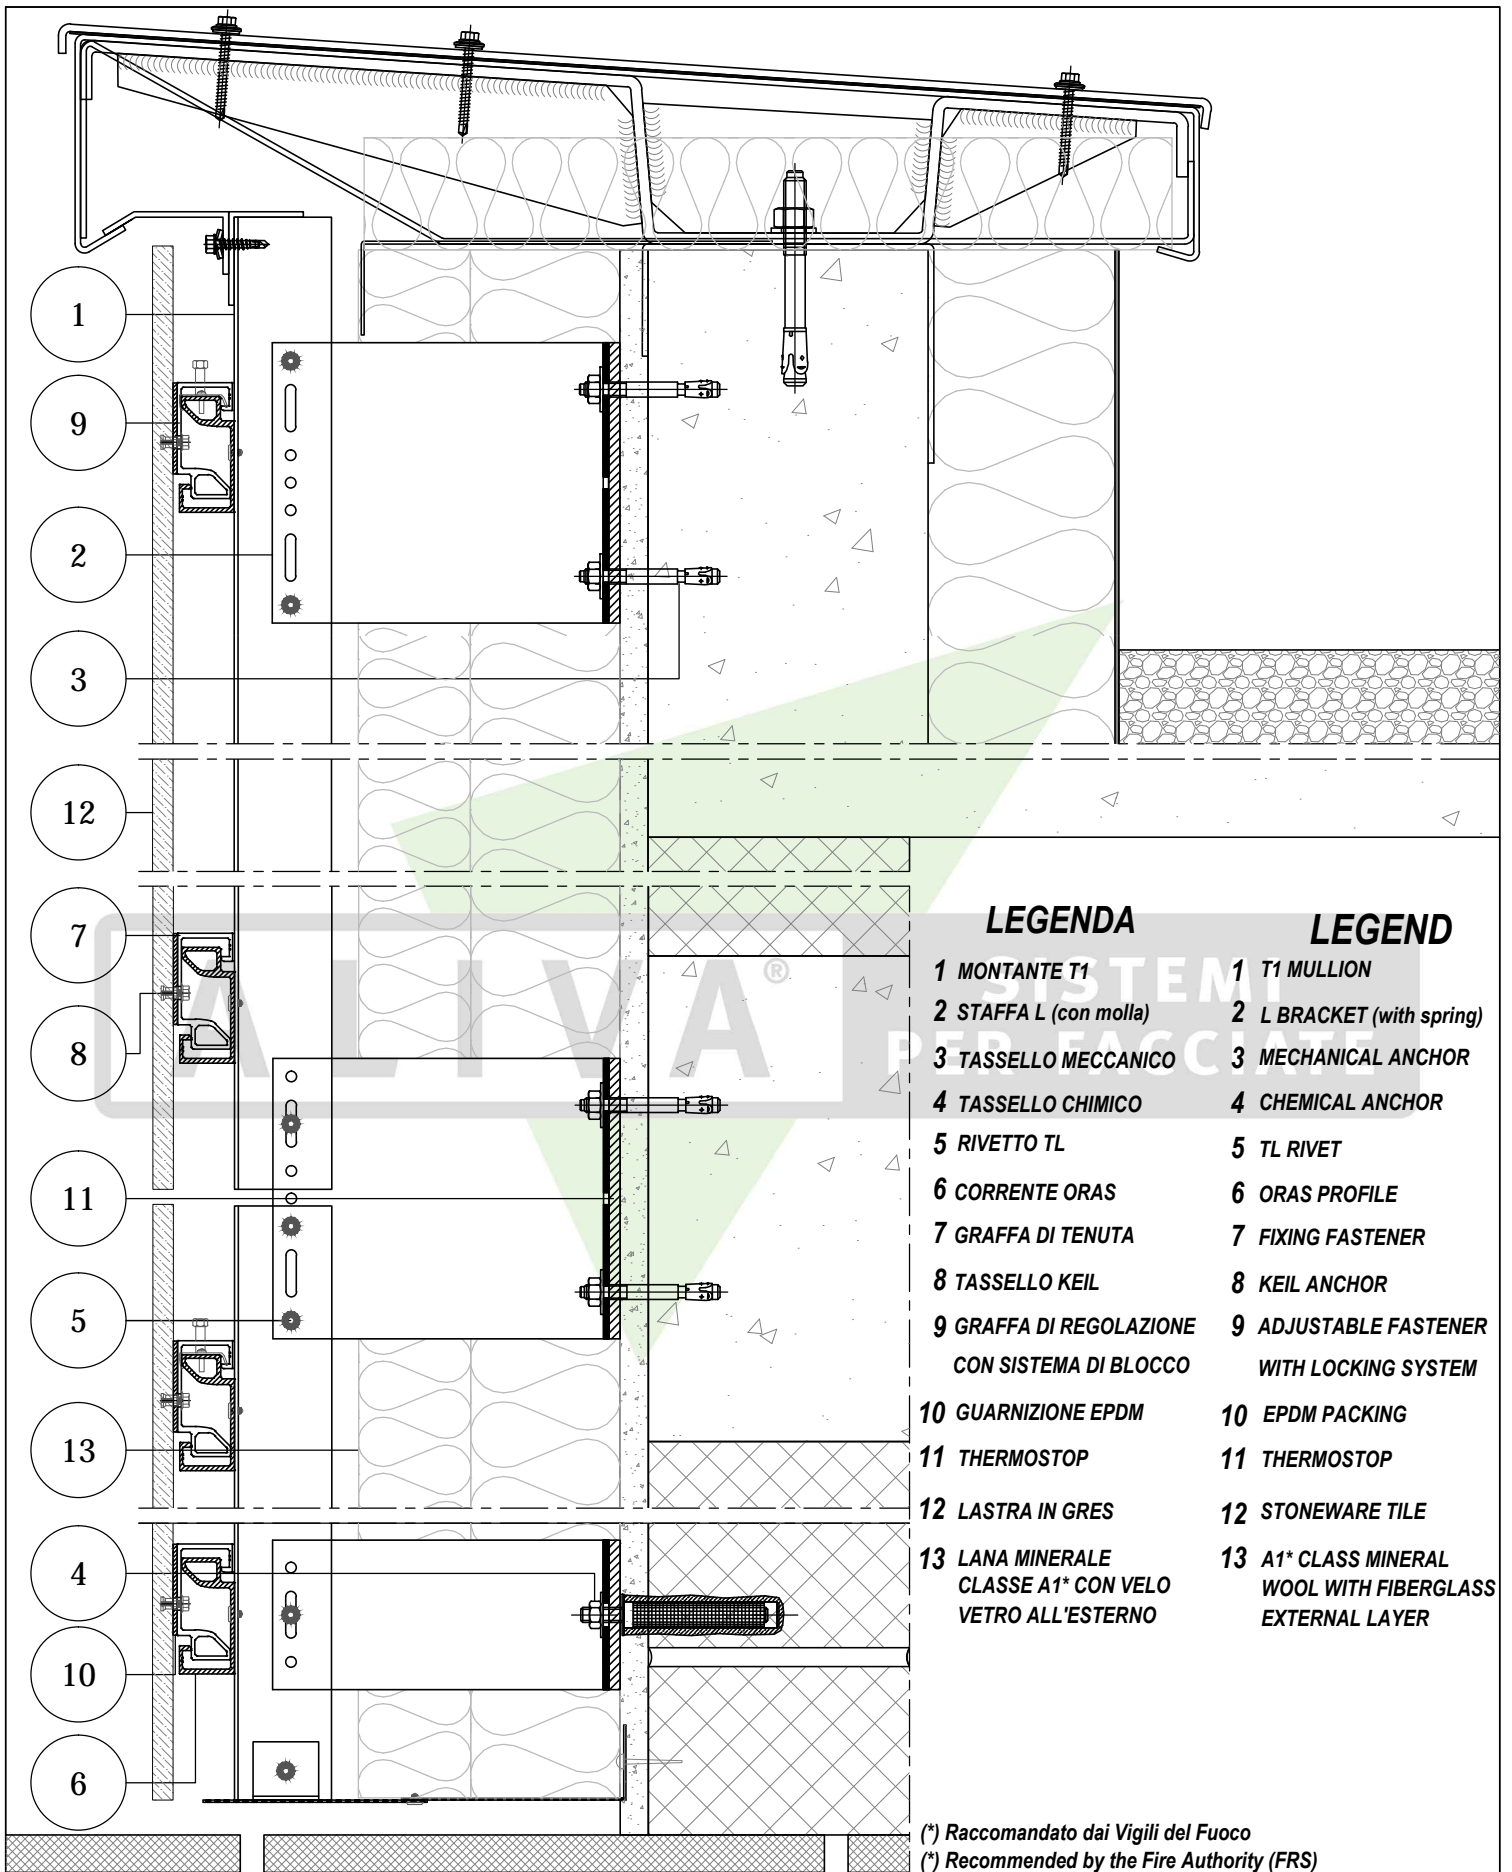 1
9
2
3
12
7
8
11
5
13
4
10
6
ALIVA®
SISTEMI
PER FACCIATE
LEGENDA
1 MONTANTE T1
2 STAFFA L (con molla)
3 TASSELLO MECCANICO
4 TASSELLO CHIMICO
5 RIVETTO TL
6 CORRENTE ORAS
7 GRAFFA DI TENUTA
8 TASSELLO KEIL
9 GRAFFA DI REGOLAZIONE
CON SISTEMA DI BLOCCO
10 GUARNIZIONE EPDM
11 THERMOSTOP
12 LASTRA IN GRES
13 LANA MINERALE
CLASSE A1* CON VELO
VETRO ALL'ESTERNO
LEGEND
1 T1 MULLION
2 L BRACKET (with spring)
3 MECHANICAL ANCHOR
4 CHEMICAL ANCHOR
5 TL RIVET
6 ORAS PROFILE
7 FIXING FASTENER
8 KEIL ANCHOR
9 ADJUSTABLE FASTENER
WITH LOCKING SYSTEM
10 EPDM PACKING
11 THERMOSTOP
12 STONEWARE TILE
13 A1* CLASS MINERAL
WOOL WITH FIBERGLASS
EXTERNAL LAYER
(*) Raccomandato dai Vigili del Fuoco
(*) Recommended by the Fire Authority (FRS)